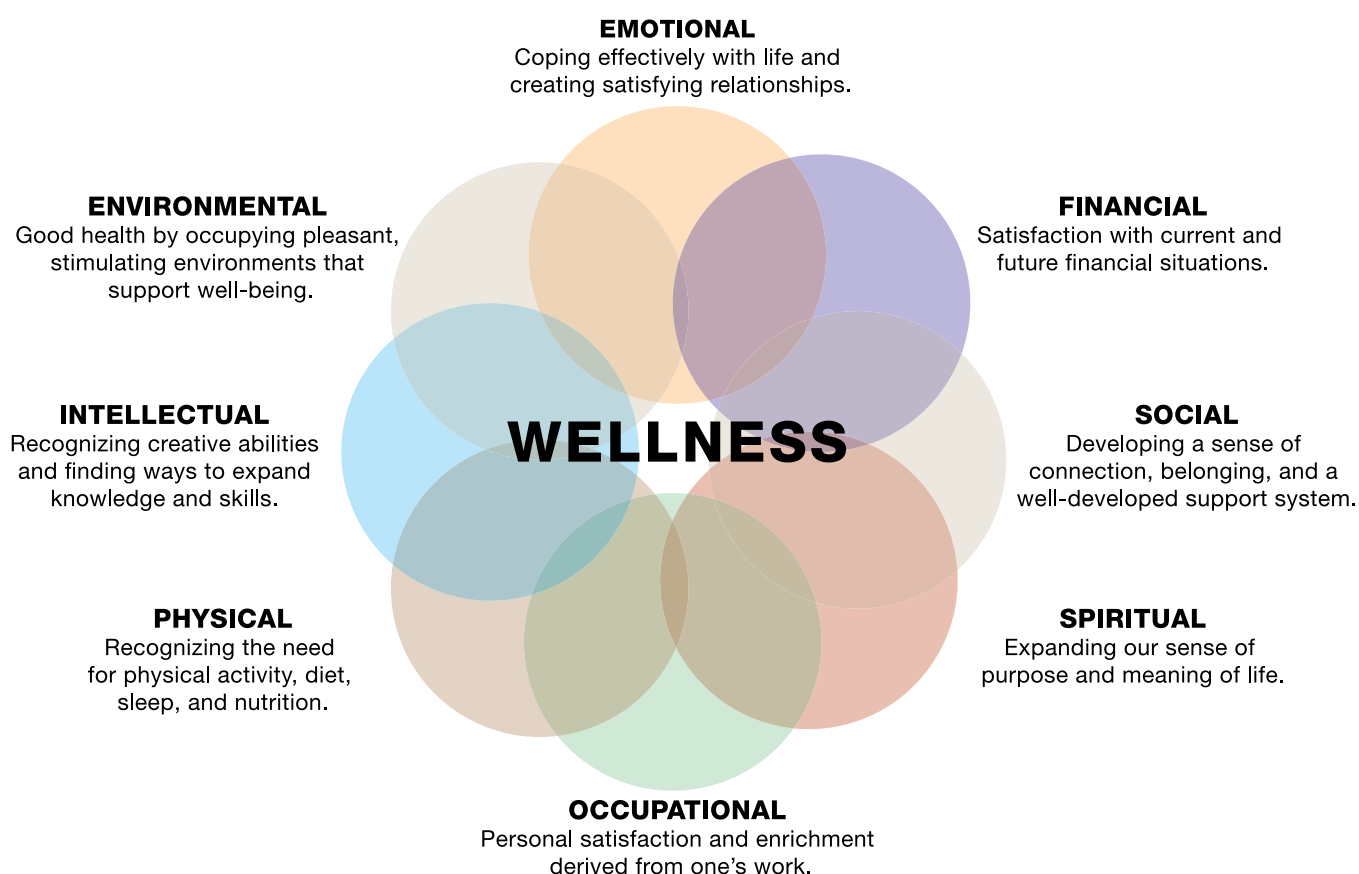 EMOTIONAL
Coping effectively with life and
creating satisfying relationships.
ENVIRONMENTAL
Good health by occupying pleasant,
stimulating environments that
support well-being.
FINANCIAL
Satisfaction with current and
future financial situations.
INTELLECTUAL
Recognizing creative abilities
and finding ways to expand
knowledge and skills.
WELLNESS
SOCIAL
Developing a sense of
connection, belonging, and a
well-developed support system.
PHYSICAL
Recognizing the need
for physical activity, diet,
sleep, and nutrition.
SPIRITUAL
Expanding our sense of
purpose and meaning of life.
OCCUPATIONAL
Personal satisfaction and enrichment
derived from one’s work.